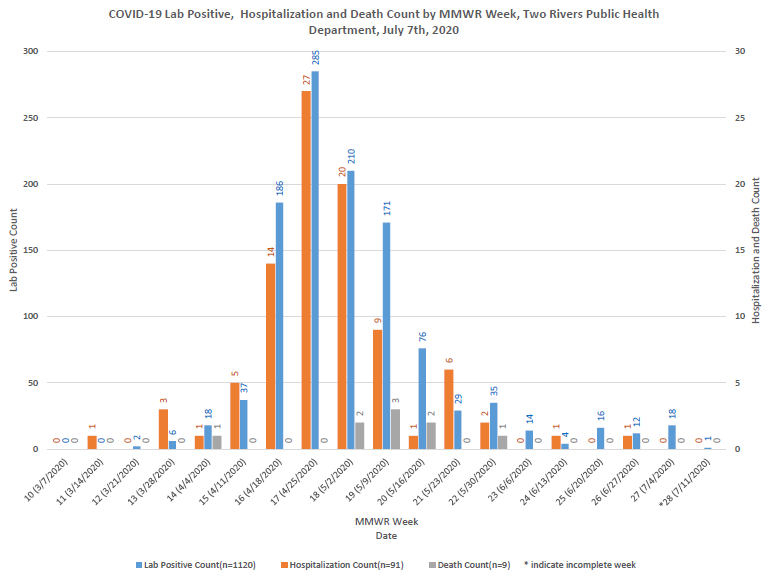 COVID-19 Lab Positive, Hospitalization and Death Count by MMWR Week, Two Rivers Public Health
Department, July 7th, 2020
Lab Positive Count
300
250
200
150
100
50
0
0 0 0
1 0 0
0 2 0
3 6 0
1 18 1
5 37 0
14 186 0
27 285 0
20 210 2
9 171 3
1 76 2
6 29 0
2 35 1
0 14 0
1 4 0
0 16 0
1 12 0
0 18 0
0 1 0
30
25
20
15
10
5
0
Hospitalization and Death Count
10 (3/7/2020)
11 (3/14/2020)
12 (3/21/2020)
13 (3/28/2020)
14 (4/4/2020)
15 (4/11/2020)
16 (4/18/2020)
17 (4/25/2020)
18 (5/2/2020)
19 (5/9/2020)
20 (5/16/2020)
21 (5/23/2020)
22 (5/30/2020)
23 (6/6/2020)
24 (6/13/2020)
25 (6/20/2020)
26 (6/27/2020)
27 (7/4/2020)
*28 (7/11/2020)
MMWR Week
Date
Lab Positive Count(n=1120) Hospitalization Count(n=91) Death Count(n=9) * indicate incomplete week